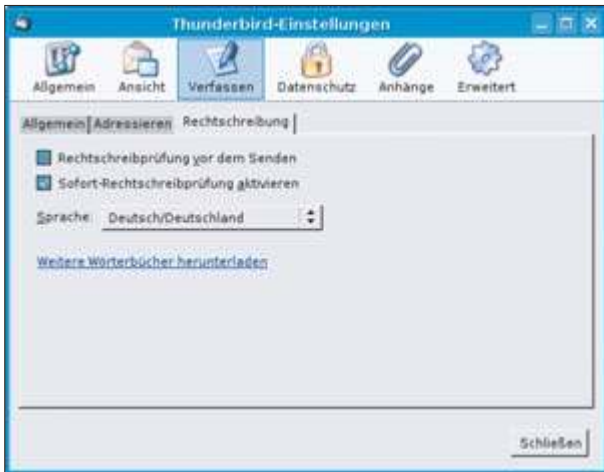 Thunderbird-Einstellungen
Allgemein Ansicht Verfassen Datenschutz Anhänge Erweitert
Allgemein Adressieren Rechtschreibung
Rechtschreibprüfung vor dem Senden
Sofort-Rechtschreibprüfung aktivieren
Sprache: Deutsch/Deutschland
Weitere Wörterbücher herunterladen
Schließen